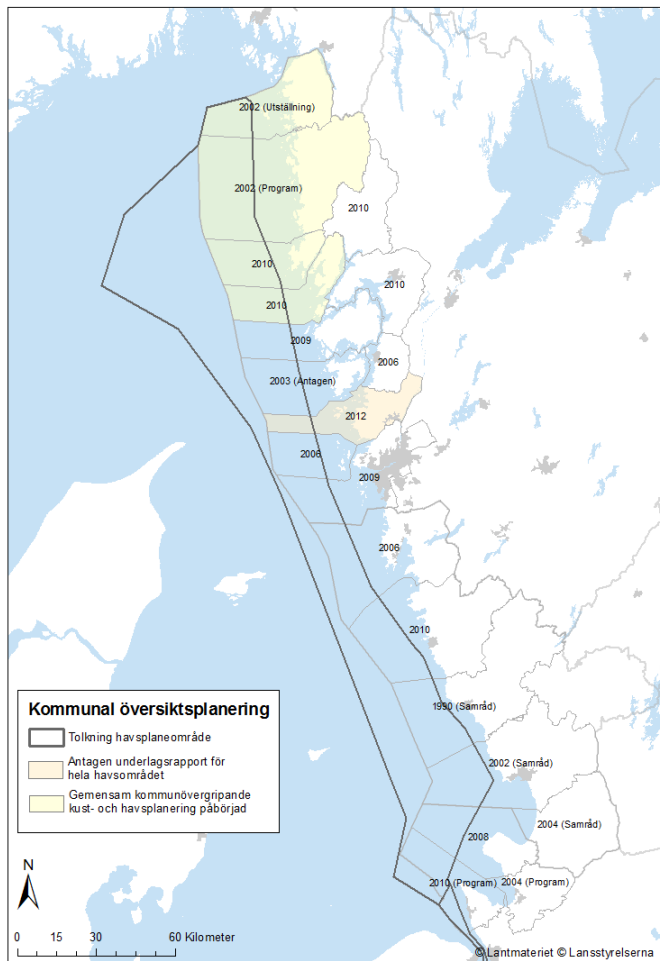 2002 (Utställning)
2002 (Program)
2010
2010
2010
2010
2009
2006
2003 (Antagen)
2012
2006
2009
2006
2010
1990 (Samråd)
2002 (Samråd)
2004 (Samråd)
2008
2010 (Program)
2004 (Program)
Kommunal översiktsplanering
Tolkning havsplaneområde
Antagen underlagsrapport för
hela havsområdet
Gemensam kommunövergripande
kust- och havsplanering påbörjad
N
0 15 30 60 Kilometer
© Lantmateriet © Lansstyrelserna